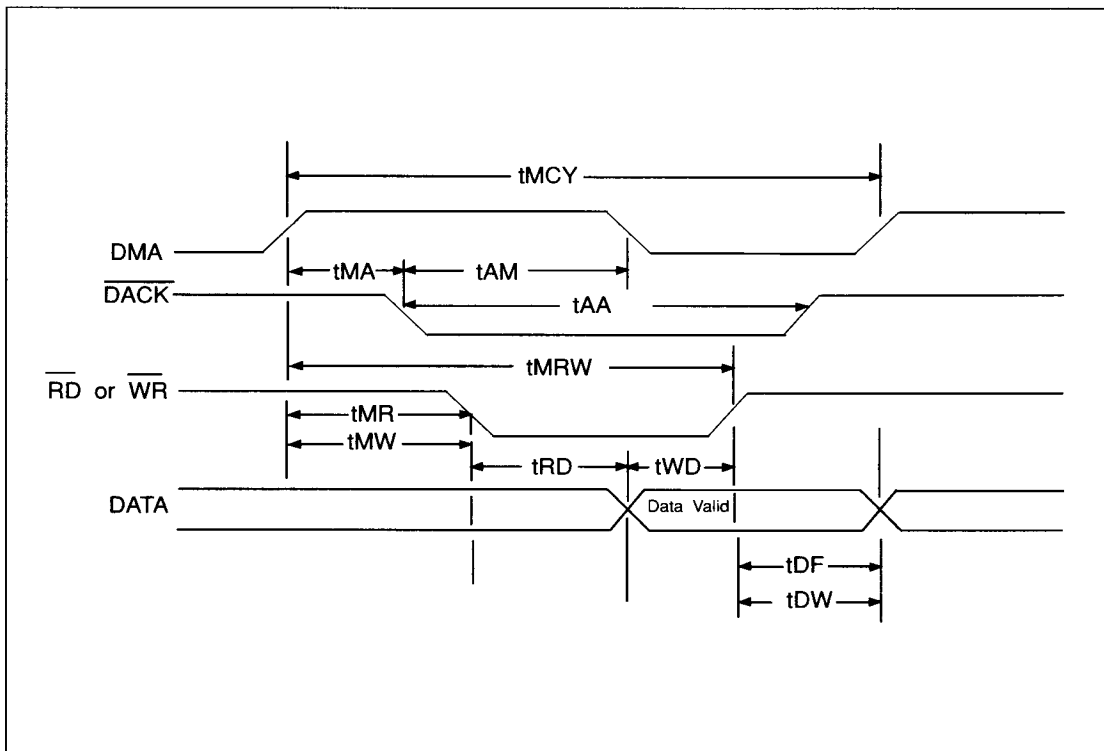 tMCY
DMA
tMA tAM
DACK
tAA
tMRW
RD or WR
tMR
tMW
tRD tWD
DATA
Data Valid
tDF
tDW